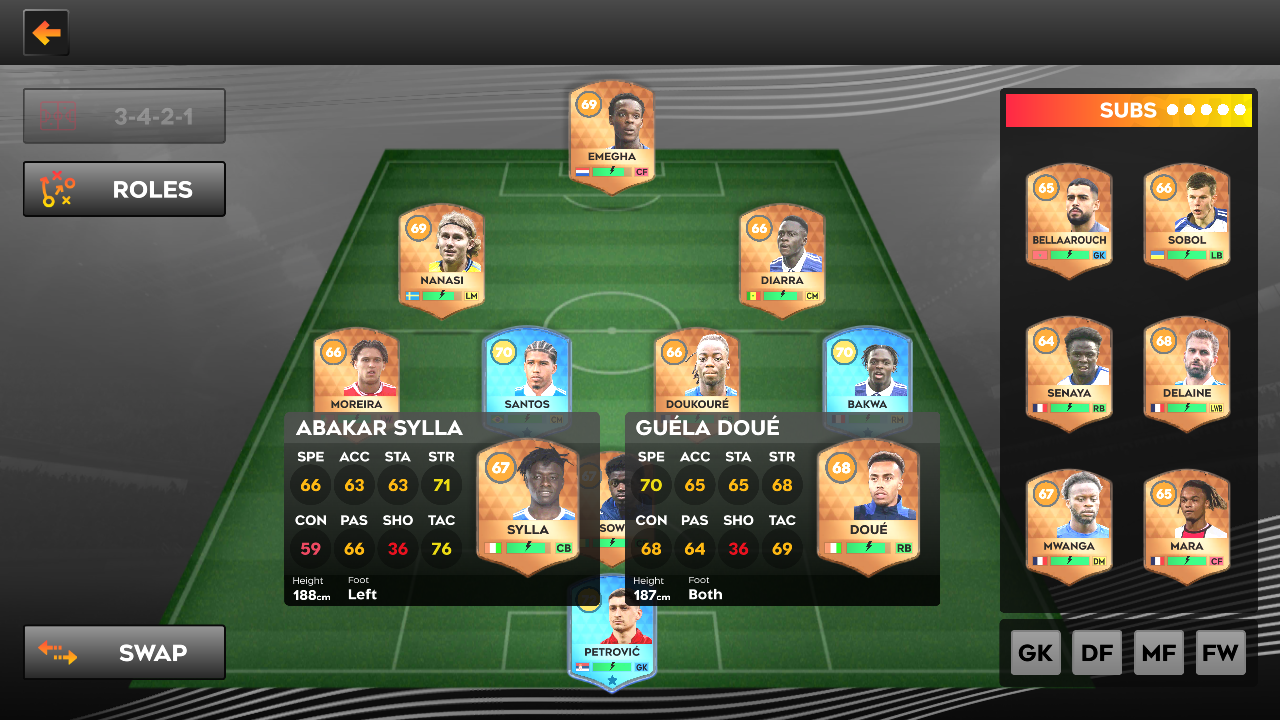 3-4-2-1
ROLES
SWAP
69
EMEGHA
CF
69
NANASI
LM
66
DIARRA
CM
66
MOREIRA
70
SANTOS
CM
66
DOUKOURÉ
70
BAKWA
RM
ABAKAR SYLLA
SPE ACC STA STR
66 63 63 71
CON PAS SHO TAC
59 66 36 76
Height Foot
188cm Left
67
SYLLA
CB
SOW
GUÉLA DOUÉ
SPE ACC STA STR
70 65 65 68
CON PAS SHO TAC
68 64 36 69
Height Foot
187cm Both
68
DOUÉ
RB
PETROVIĆ
GK
SUBS
65
BELLAAROUCH
GK
66
SOBOL
LB
64
SENAYA
RB
68
DELAINE
LWB
67
MWANGA
DM
65
MARA
CF
GK DF MF FW